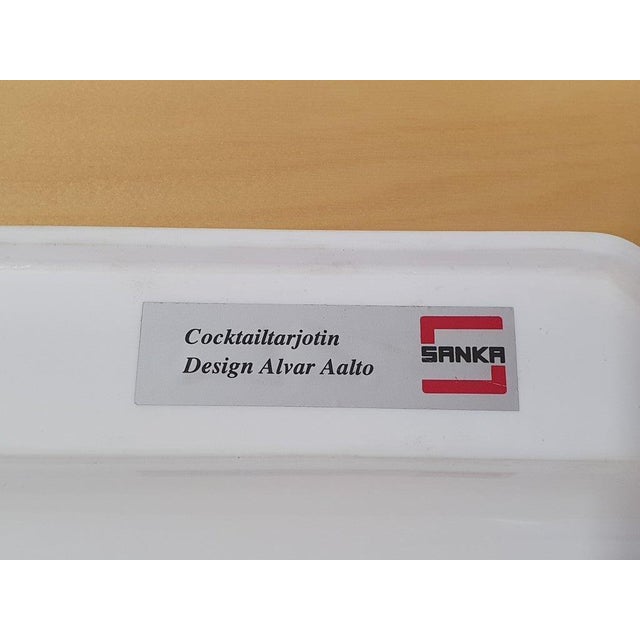 Cocktailtarjotin
Design Alvar Aalto
SANKA